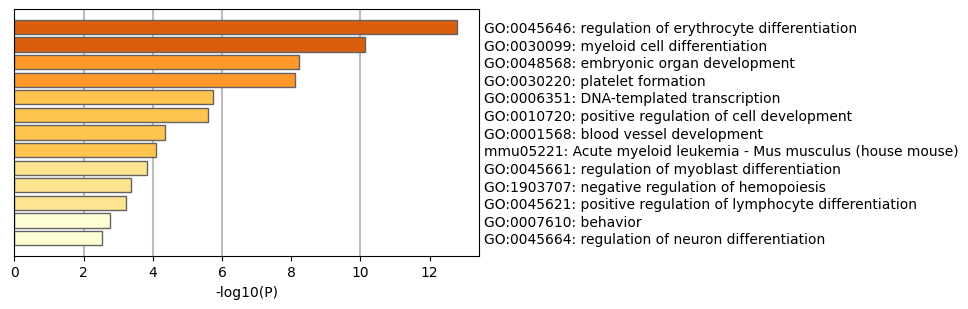 GO:0045646: regulation of erythrocyte differentiation
GO:0030099: myeloid cell differentiation
GO:0048568: embryonic organ development
GO:0030220: platelet formation
GO:0006351: DNA-templated transcription
GO:0010720: positive regulation of cell development
GO:0001568: blood vessel development
mmu05221: Acute myeloid leukemia - Mus musculus (house mouse)
GO:0045661: regulation of myoblast differentiation
GO:1903707: negative regulation of hemopoiesis
GO:0045621: positive regulation of lymphocyte differentiation
GO:0007610: behavior
GO:0045664: regulation of neuron differentiation
0 2 4 6 8 10 12
-log10(P)